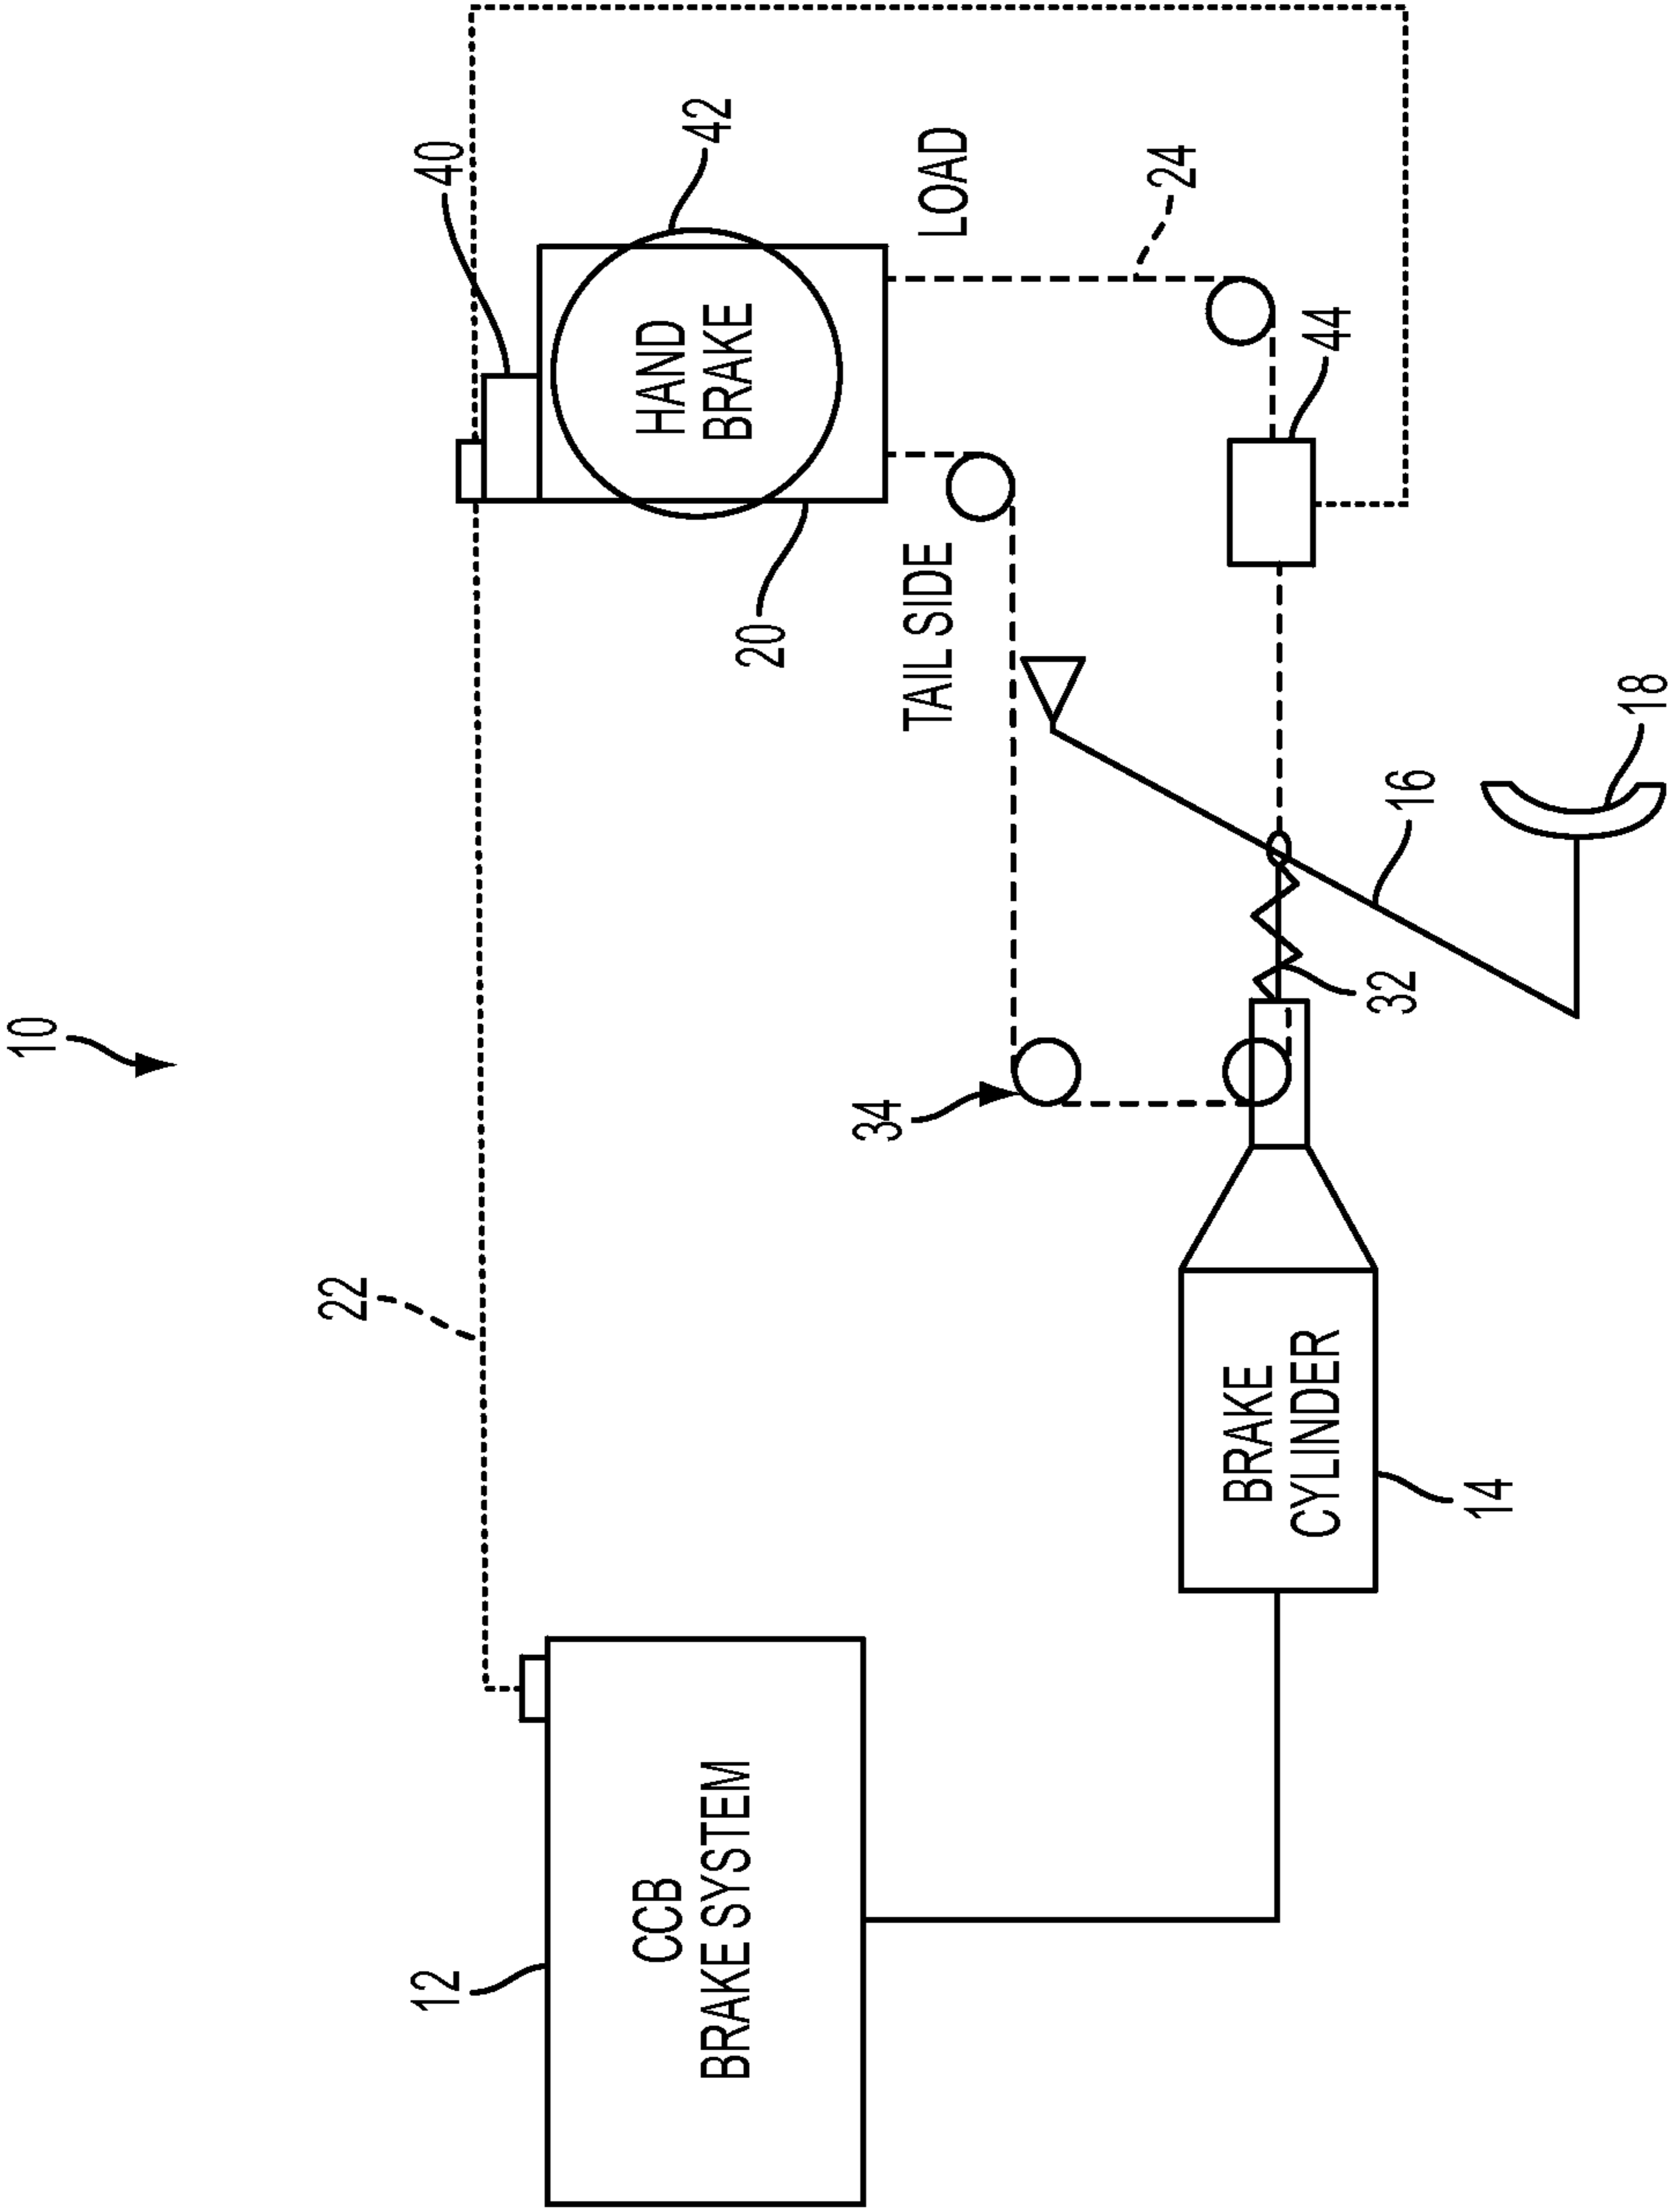 10
22
12
CCB
BRAKE SYSTEM
40
42
HAND
BRAKE
20
LOAD
TAIL SIDE
34
24
44
BRAKE
CYLINDER
14
32
16
18